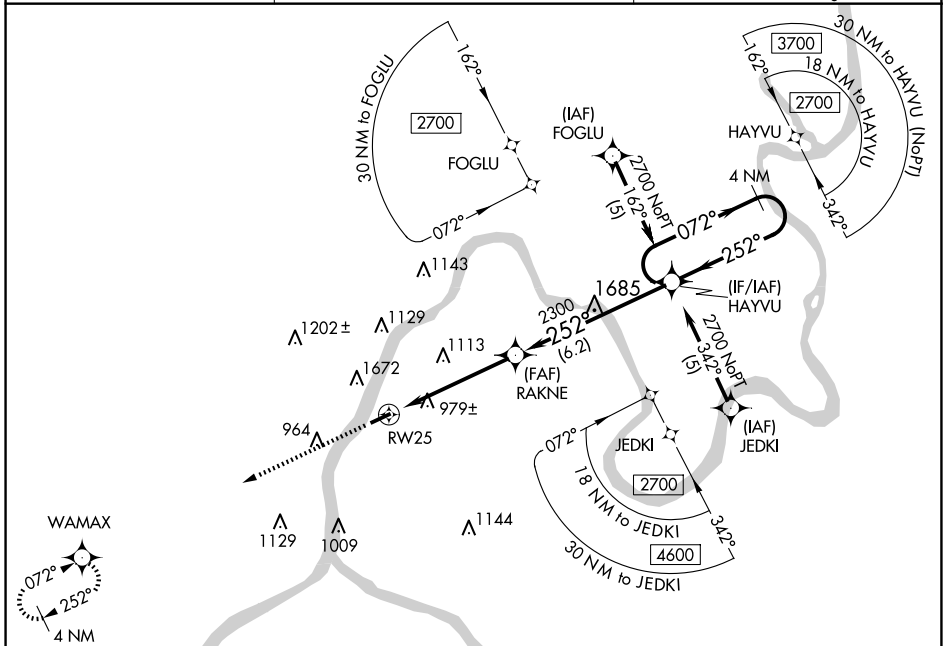 30 NM to FOGLU
162°
2700
FOGLU
072°
(IAF)
FOGLU
2700 NoPT
162°
(5)
30 NM to HAYVU (NoPT)
3700
18 NM to HAYVU
162°
2700
HAYVU
342°
4 NM
072°
252°
(IF/IAF)
HAYVU
1143
1685
2300
252°
(6.2)
1202 ±
1129
1113
1672
(FAF)
RAKNE
979±
964
RW25
2700 NoPT
342°
(5)
(IAF)
JEDKI
072°
JEDKI
2700
18 NM to JEDKI
342°
4600
30 NM to JEDKI
1129
1009
1144
WAMAX
072°
252°
4 NM